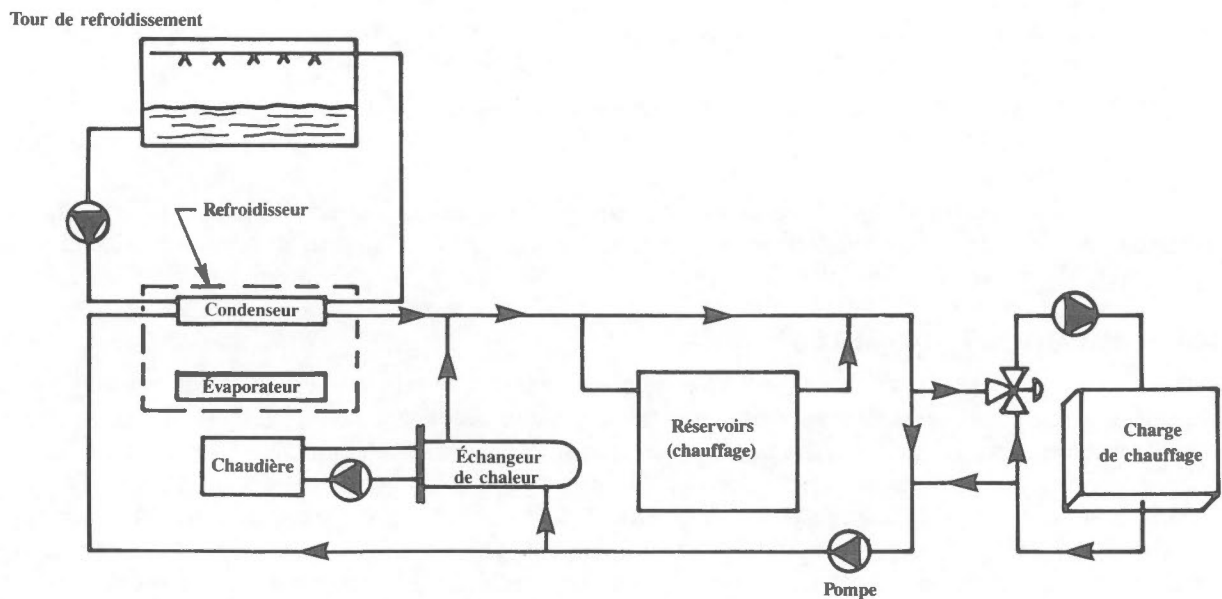 Tour de refroidissement
Refroidisseur
Condenseur
Évaporateur
Chaudière
Échangeur
de chaleur
Réservoirs
(chauffage)
Charge
de chauffage
Pompe